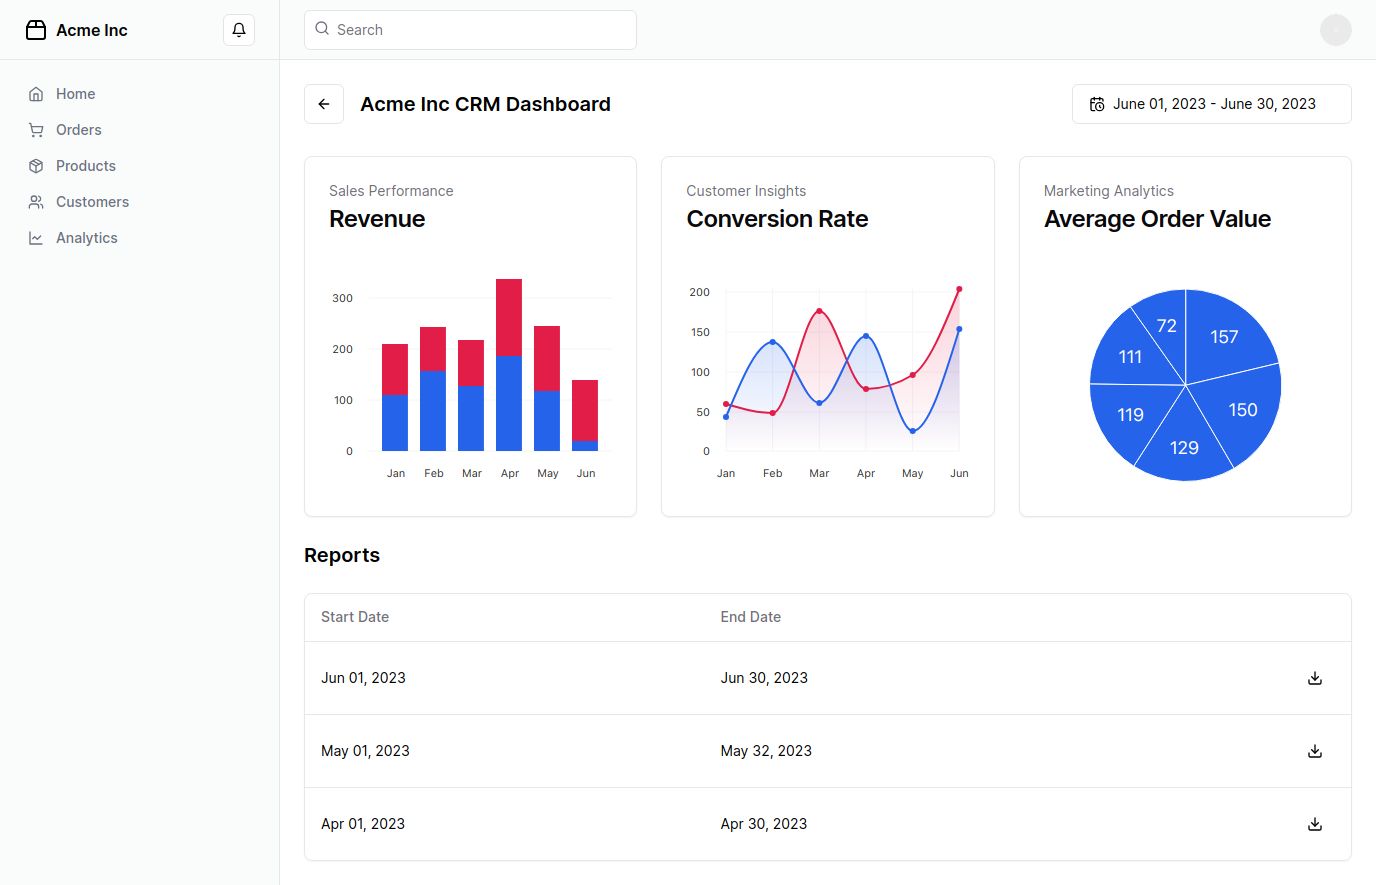 Acme Inc
Search
Home
Orders
Products
Customers
Analytics
Acme Inc CRM Dashboard
June 01, 2023 - June 30, 2023
Sales Performance
Revenue
300
200
100
0
Jan Feb Mar Apr May Jun
Customer Insights
Conversion Rate
200
150
100
50
0
Jan Feb Mar Apr May Jun
Marketing Analytics
Average Order Value
72
157
111
150
119
129
Reports
Start Date End Date
Jun 01, 2023 Jun 30, 2023
May 01, 2023 May 32, 2023
Apr 01, 2023 Apr 30, 2023